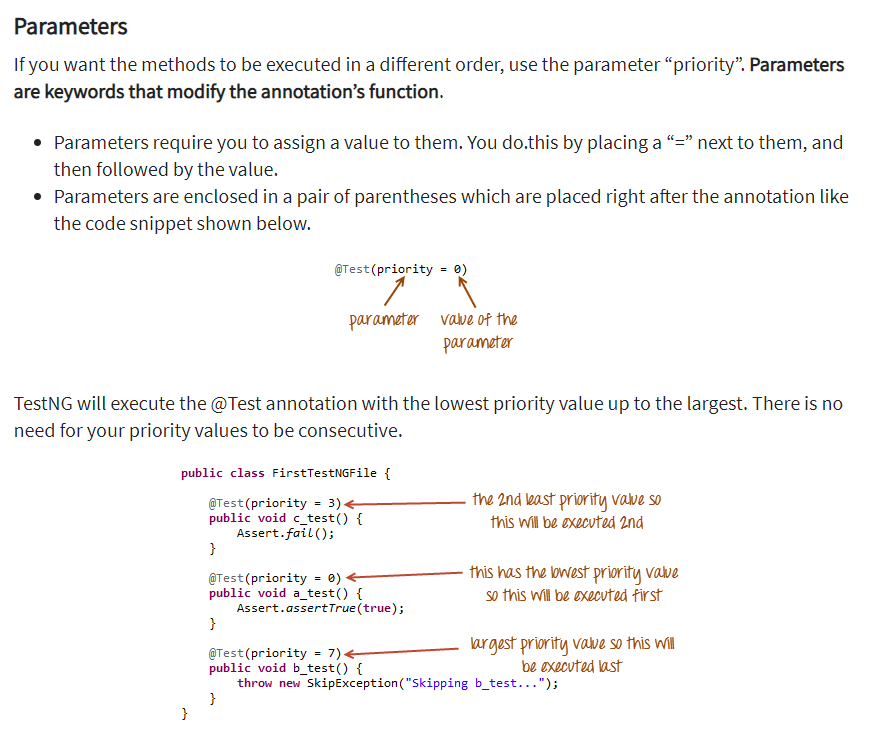 Parameters
If you want the methods to be executed in a different order, use the parameter “priority”. Parameters
are keywords that modify the annotation’s function.
• Parameters require you to assign a value to them. You do.this by placing a “=” next to them, and
then followed by the value.
• Parameters are enclosed in a pair of parentheses which are placed right after the annotation like
the code snippet shown below.
@Test(priority = 0)
parameter
value of the
parameter
TestNG will execute the @Test annotation with the lowest priority value up to the largest. There is no
need for your priority values to be consecutive.
public class FirstTestNGFile {
@Test(priority = 3)
the 2nd least priority value so
public void c_test() {
this will be executed 2nd
Assert.fail();
}
@Test(priority = 0)
this has the lowest priority value
public void a_test() {
so this will be executed first
Assert.assertTrue(true);
}
@Test(priority = 7)
largest priority value so this will
public void b_test() {
be executed last
throw new SkipException("Skipping b_test...");
}
}